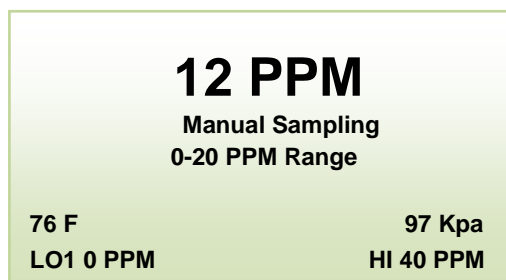 12 PPM
Manual Sampling
0-20 PPM Range
76 F 97 Kpa
LO1 0 PPM HI 40 PPM